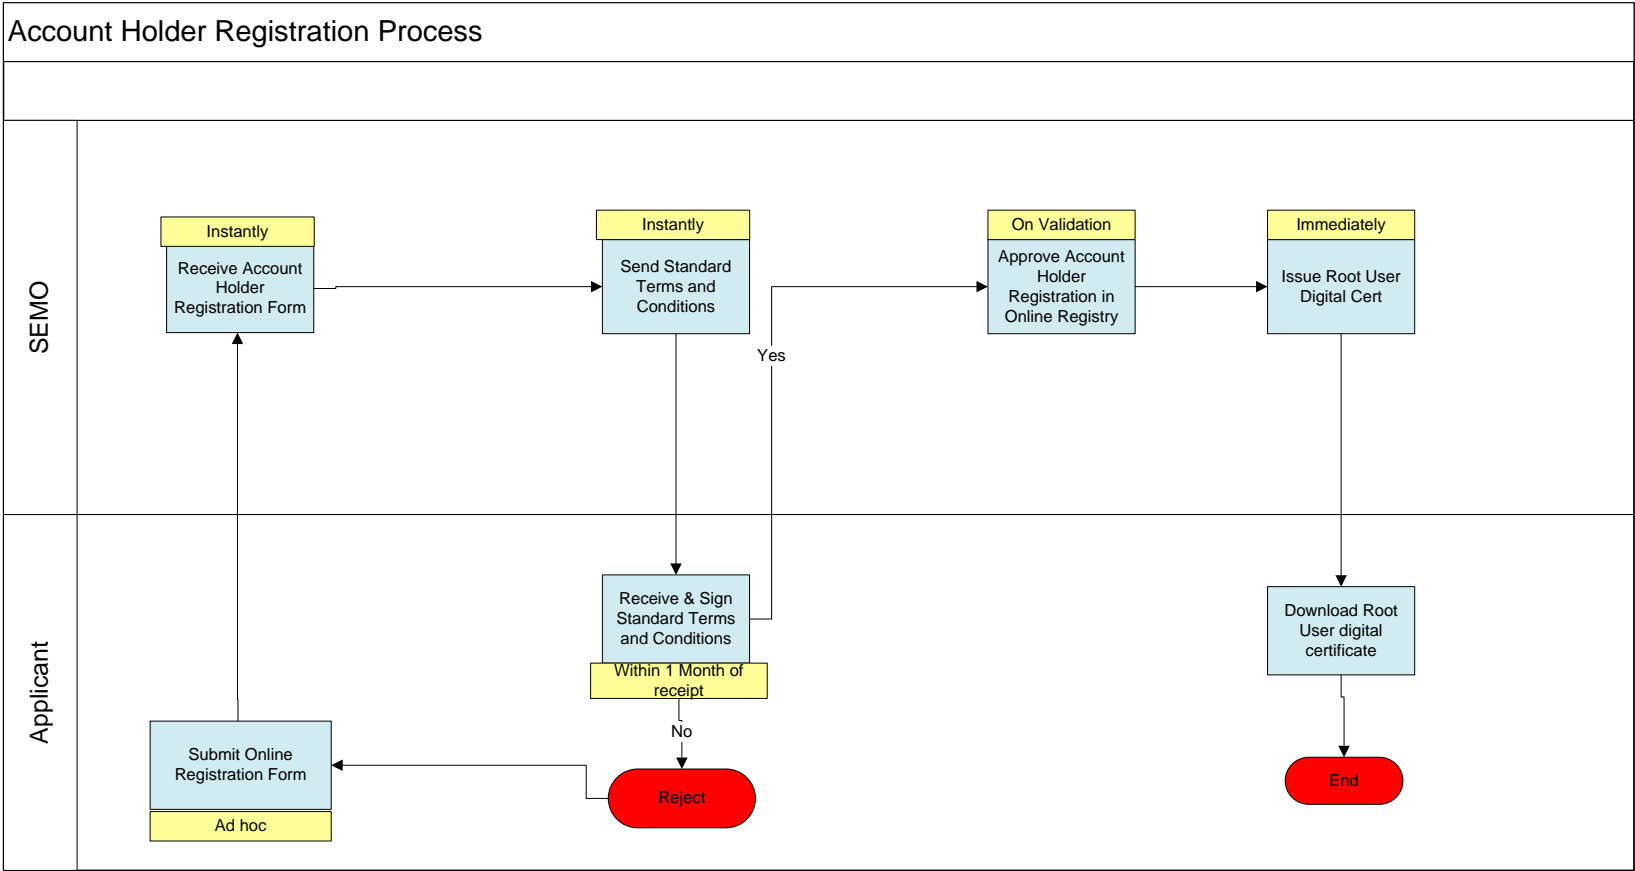 Account Holder Registration Process
SEMO
Instantly
Receive Account
Holder
Registration Form
Instantly
Send Standard
Terms and
Conditions
Yes
On Validation
Approve Account
Holder
Registration in
Online Registry
Immediately
Issue Root User
Digital Cert
Applicant
Submit Online
Registration Form
Ad hoc
Receive & Sign
Standard Terms
and Conditions
Within 1 Month of
receipt
No
Reject
Download Root
User digital
certificate
End